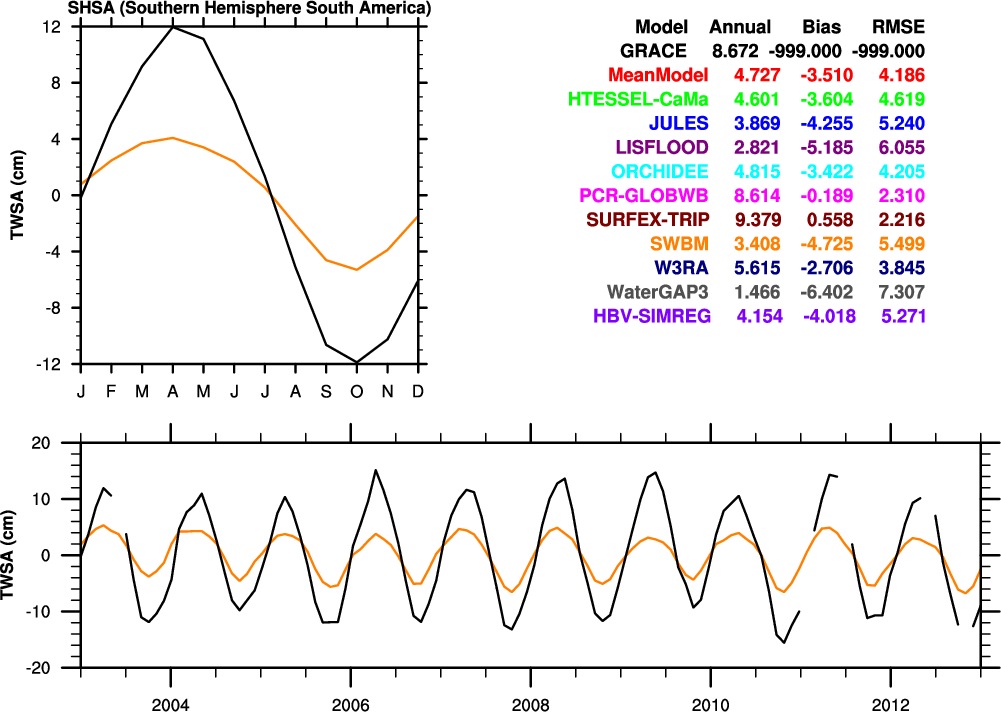 SHSA (Southern Hemisphere South America)
12
8
4
0
-4
-8
-12
TWSA (cm)
J F M A M J J A S O N D
Model Annual Bias RMSE
GRACE 8.672 -999.000 -999.000
MeanModel 4.727 -3.510 4.186
HTESSEL-CaMa 4.601 -3.604 4.619
JULES 3.869 -4.255 5.240
LISFLOOD 2.821 -5.185 6.055
ORCHIDEE 4.815 -3.422 4.205
PCR-GLOBWB 8.614 -0.189 2.310
SURFEX-TRIP 9.379 0.558 2.216
SWBM 3.408 -4.725 5.499
W3RA 5.615 -2.706 3.845
WaterGAP3 1.466 -6.402 7.307
HBV-SIMREG 4.154 -4.018 5.271
20
10
0
-10
-20
TWSA (cm)
2004 2006 2008 2010 2012